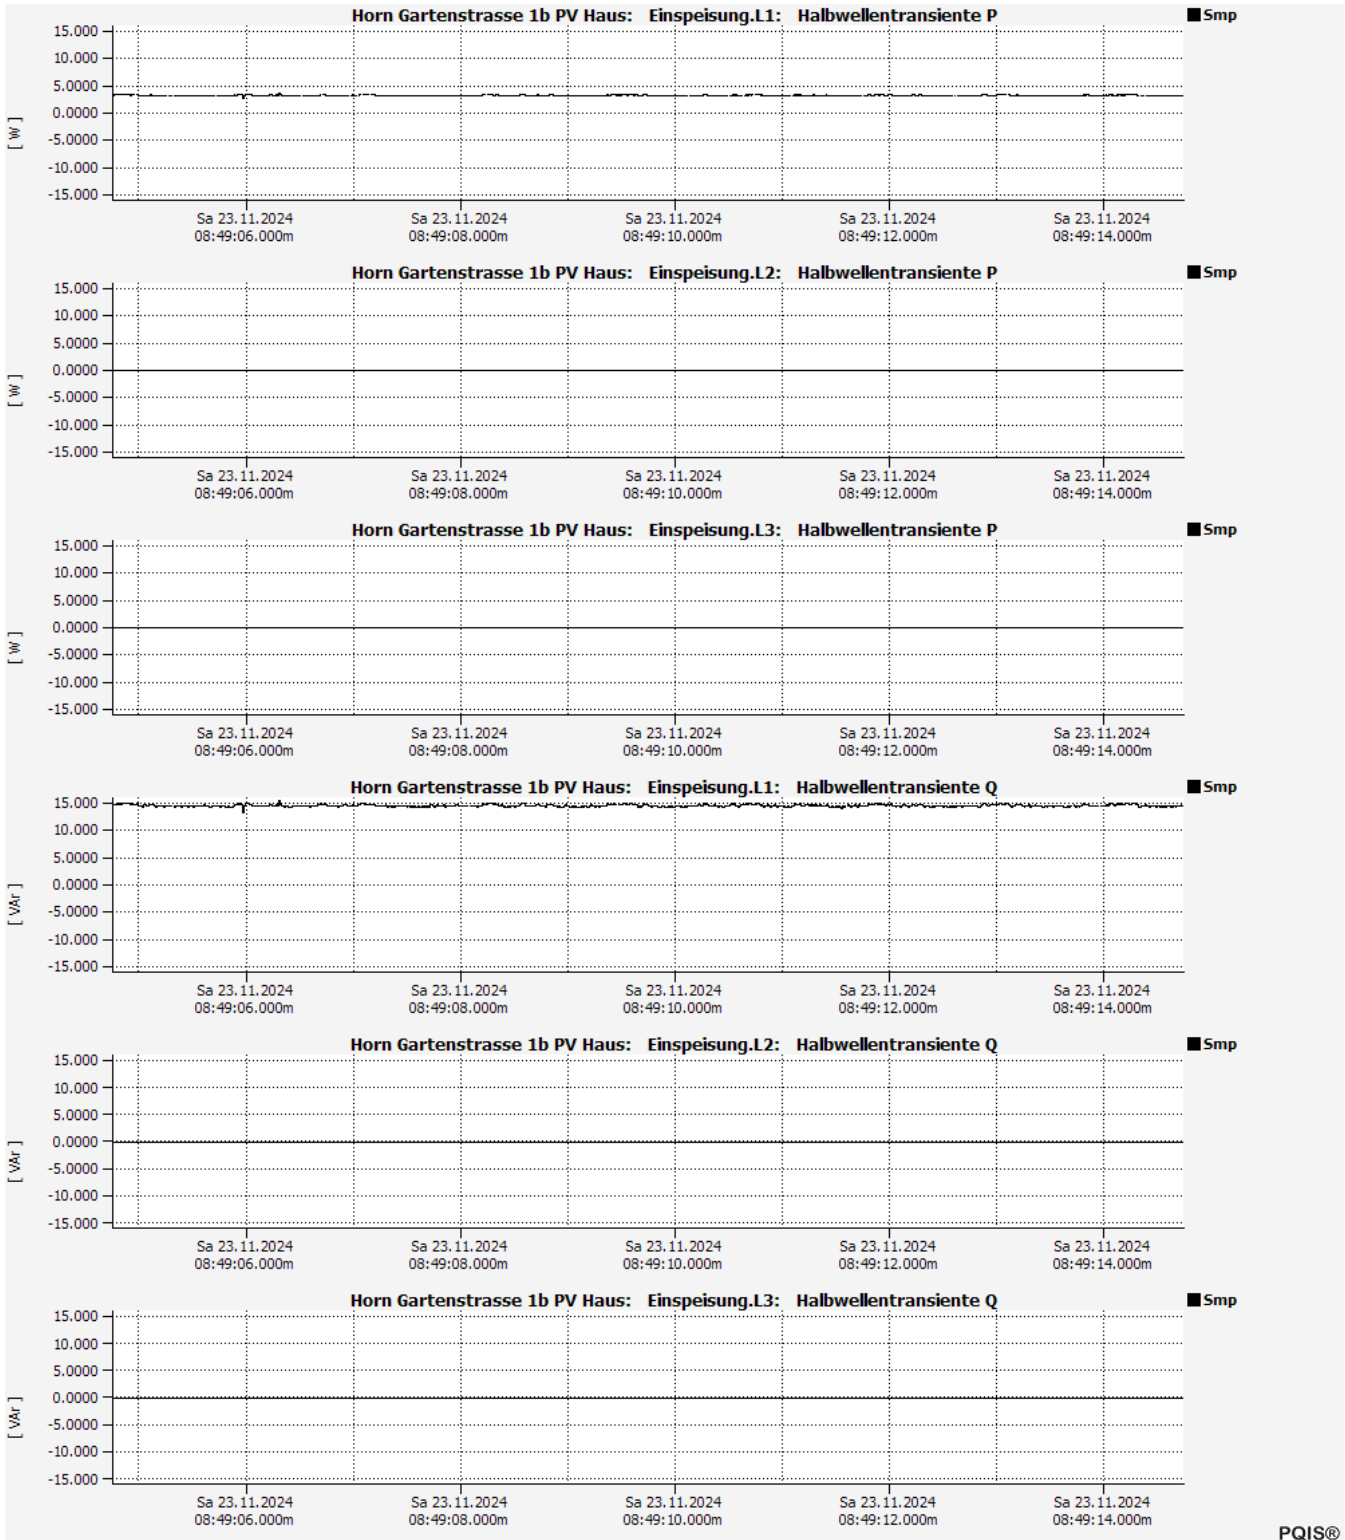 Horn Gartenstrasse 1b PV Haus: Einspeisung.L1: Halbwellentransiente P
Smp
15.000
10.000
5.0000
0.0000
-5.0000
-10.000
-15.000
[ W ]
Sa 23.11.2024 Sa 23.11.2024 Sa 23.11.2024 Sa 23.11.2024 Sa 23.11.2024
08:49:06.000m 08:49:08.000m 08:49:10.000m 08:49:12.000m 08:49:14.000m
Horn Gartenstrasse 1b PV Haus: Einspeisung.L2: Halbwellentransiente P
Smp
15.000
10.000
5.0000
0.0000
-5.0000
-10.000
-15.000
[ W ]
Sa 23.11.2024 Sa 23.11.2024 Sa 23.11.2024 Sa 23.11.2024 Sa 23.11.2024
08:49:06.000m 08:49:08.000m 08:49:10.000m 08:49:12.000m 08:49:14.000m
Horn Gartenstrasse 1b PV Haus: Einspeisung.L3: Halbwellentransiente P
Smp
15.000
10.000
5.0000
0.0000
-5.0000
-10.000
-15.000
[ W ]
Sa 23.11.2024 Sa 23.11.2024 Sa 23.11.2024 Sa 23.11.2024 Sa 23.11.2024
08:49:06.000m 08:49:08.000m 08:49:10.000m 08:49:12.000m 08:49:14.000m
Horn Gartenstrasse 1b PV Haus: Einspeisung.L1: Halbwellentransiente Q
Smp
15.000
10.000
5.0000
0.0000
-5.0000
-10.000
-15.000
[ VAr ]
Sa 23.11.2024 Sa 23.11.2024 Sa 23.11.2024 Sa 23.11.2024 Sa 23.11.2024
08:49:06.000m 08:49:08.000m 08:49:10.000m 08:49:12.000m 08:49:14.000m
Horn Gartenstrasse 1b PV Haus: Einspeisung.L2: Halbwellentransiente Q
Smp
15.000
10.000
5.0000
0.0000
-5.0000
-10.000
-15.000
[ VAr ]
Sa 23.11.2024 Sa 23.11.2024 Sa 23.11.2024 Sa 23.11.2024 Sa 23.11.2024
08:49:06.000m 08:49:08.000m 08:49:10.000m 08:49:12.000m 08:49:14.000m
Horn Gartenstrasse 1b PV Haus: Einspeisung.L3: Halbwellentransiente Q
Smp
15.000
10.000
5.0000
0.0000
-5.0000
-10.000
-15.000
[ VAr ]
Sa 23.11.2024 Sa 23.11.2024 Sa 23.11.2024 Sa 23.11.2024 Sa 23.11.2024
08:49:06.000m 08:49:08.000m 08:49:10.000m 08:49:12.000m 08:49:14.000m
PQIS®